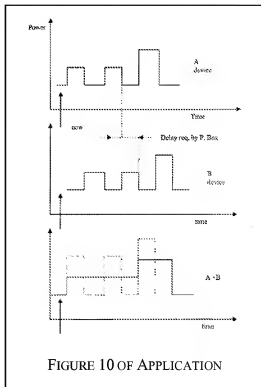 Power
A
device
Time
now
Delay req. by P. Box
B
device
time
A+B
time
FIGURE 10 OF APPLICATION